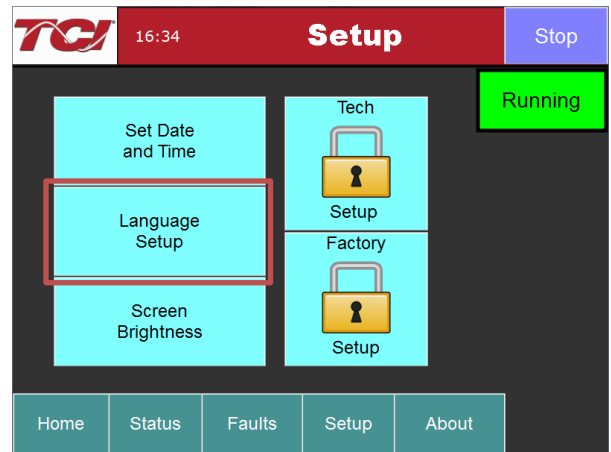 TCI
16:34
Setup
Stop
Running
Set Date
and Time
Language
Setup
Screen
Brightness
Tech
Setup
Factory
Setup
Home
Status
Faults
Setup
About